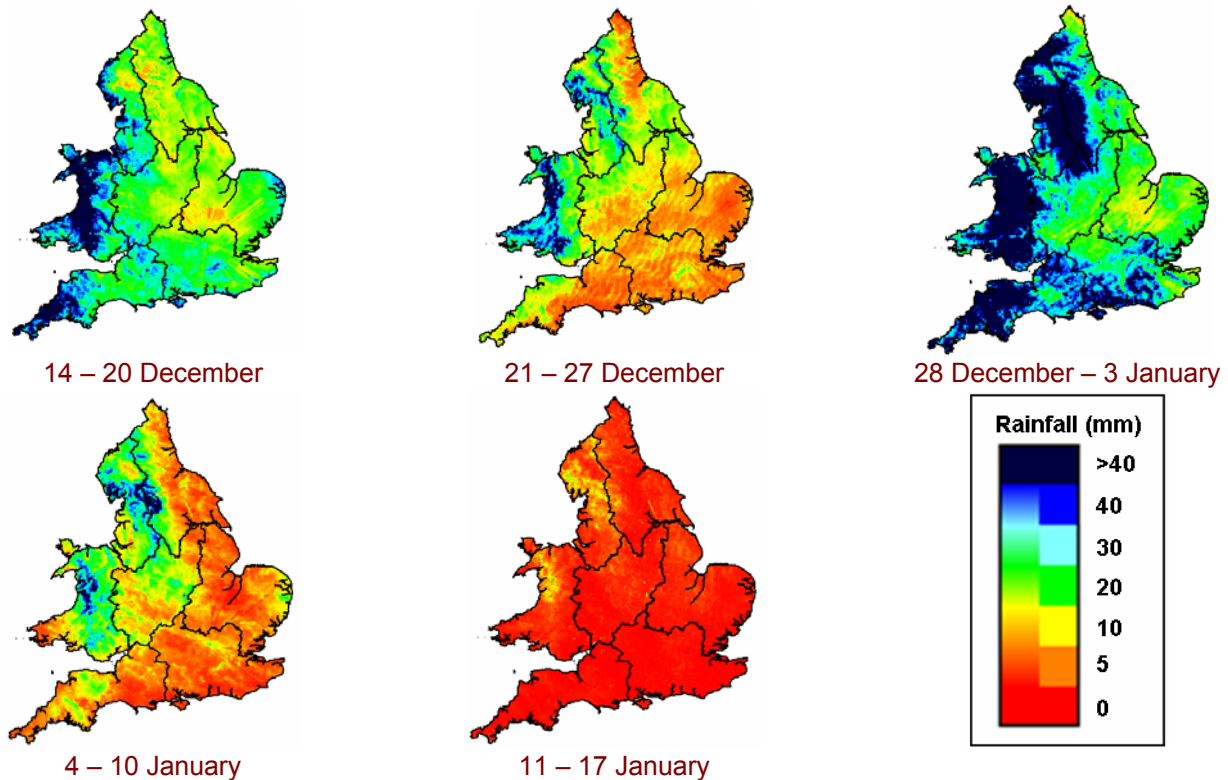 14 – 20 December
21 – 27 December
28 December – 3 January
4 – 10 January
11 – 17 January
Rainfall (mm)
>40
40
30
20
10
5
0